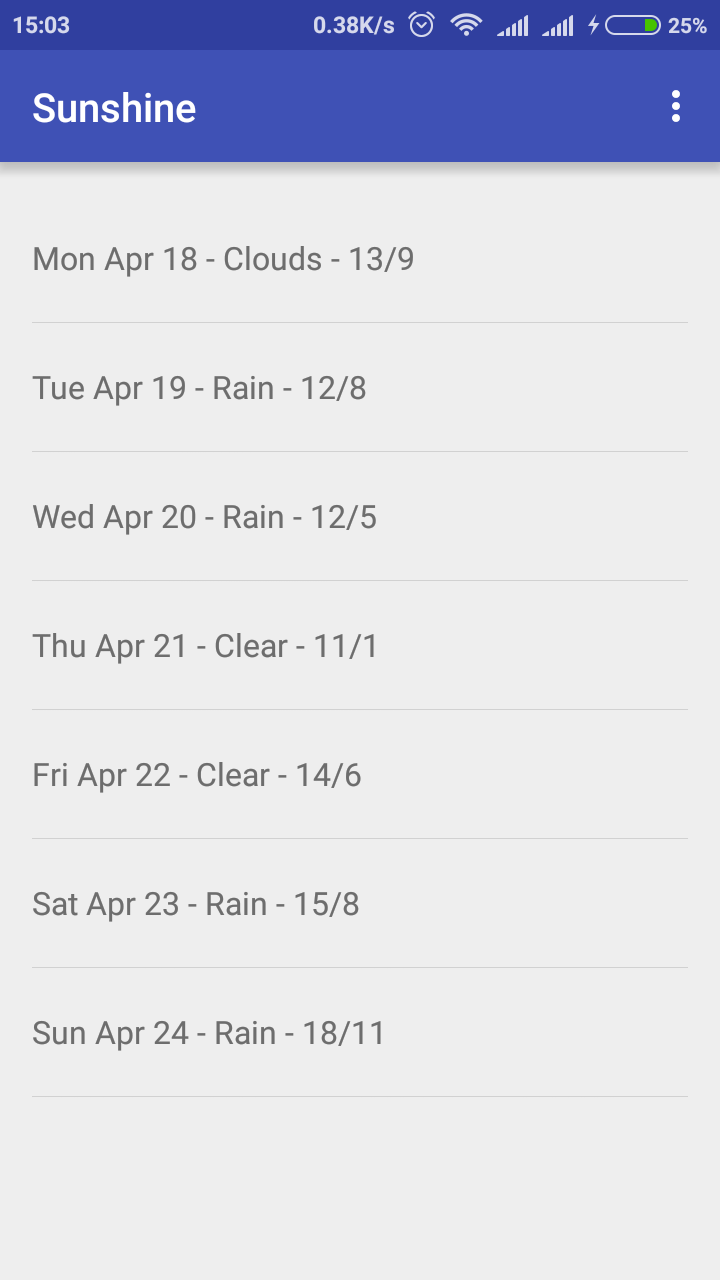 15:03 0.38K/s 25%
Sunshine
Mon Apr 18 - Clouds - 13/9
Tue Apr 19 - Rain - 12/8
Wed Apr 20 - Rain - 12/5
Thu Apr 21 - Clear - 11/1
Fri Apr 22 - Clear - 14/6
Sat Apr 23 - Rain - 15/8
Sun Apr 24 - Rain - 18/11